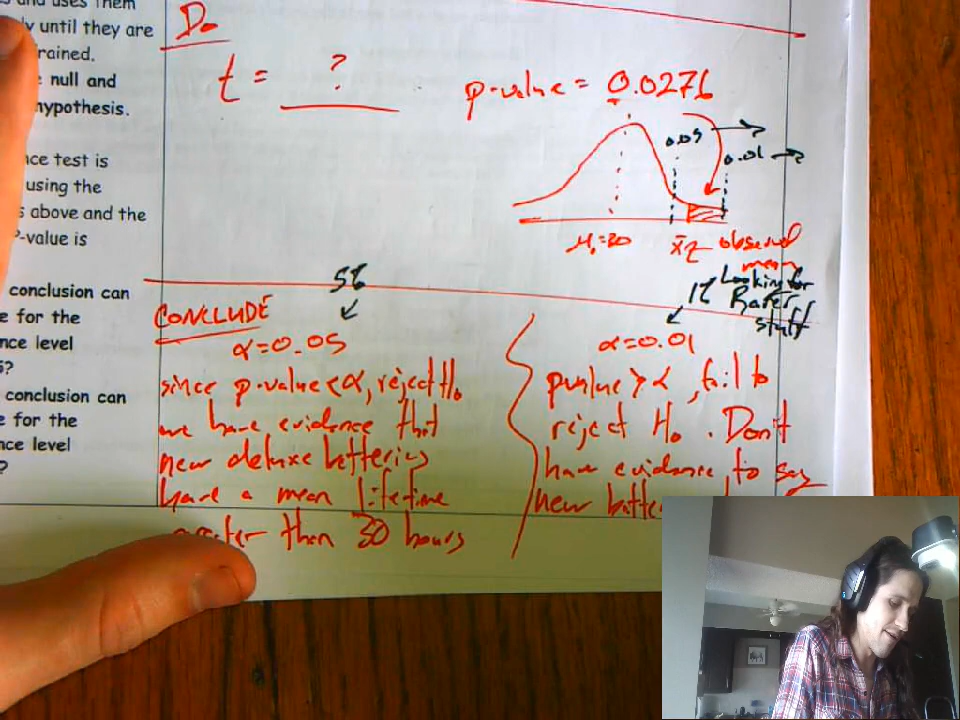 and uses them
ly until they are
rained.
null and
hypothesis.
nce test is
using the
s above and the
P-value is
conclusion can
e for the
nce level
5?
conclusion can
e for the
nce level
?
Do
t = ?
p-value = 0.0276
0.05
0.01
μ₀=30
x̄
observed
mean
Looking for
Rarer
stuff
5%
1%
CONCLUDE
α=0.05
since p-value < α, reject H₀
we have evidence that
new deluxe batteries
have a mean lifetime
greater than 30 hours
α=0.01
pvalue > α, fail to
reject H₀. Don't
have evidence, to say
new batte